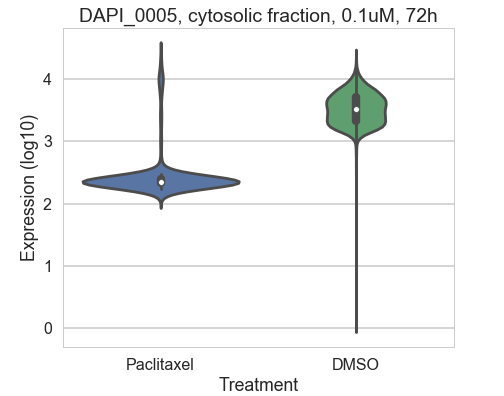 DAPI_0005, cytosolic fraction, 0.1uM, 72h
Expression (log10)
4
3
2
1
0
Paclitaxel DMSO
Treatment